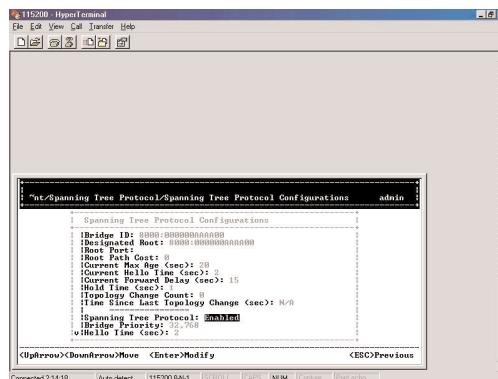 115200 - HyperTerminal
File Edit View Call Transfer Help
~nt/Spanning Tree Protocol/Spanning Tree Protocol Configurations admin
Spanning Tree Protocol Configurations
Bridge ID: 8000:000000AAAA00
Designated Root: 8000:000000AAAA00
Root Port:
Root Path Cost: 0
Current Max Age (sec): 20
Current Hello Time (sec): 2
Current Forward Delay (sec): 15
Hold Time (sec): 1
Topology Change Count: 0
Time Since Last Topology Change (sec): N/A
Spanning Tree Protocol: Enabled
Bridge Priority: 32,768
v Hello Time (sec): 2
<UpArrow><DownArrow>Move <Enter>Modify <ESC>Previous
Connected 2:14:18 Auto detect 115200 8-N-1 SCROLL CAPS NUM Capture Print echo